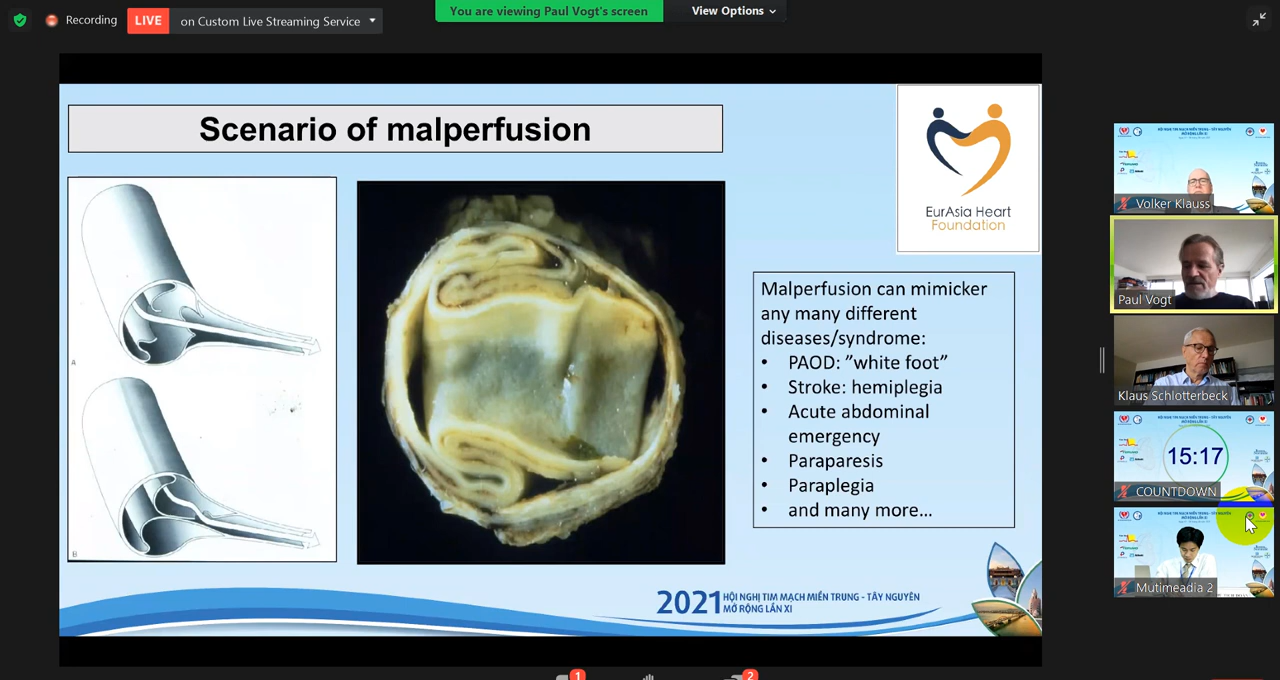 Recording
LIVE
on Custom Live Streaming Service
You are viewing Paul Vogt's screen
View Options
Scenario of malperfusion
EurAsia Heart
Foundation
A
B
Malperfusion can mimicker
any many different
diseases/syndrome:
• PAOD: ”white foot”
• Stroke: hemiplegia
• Acute abdominal
emergency
• Paraparesis
• Paraplegia
• and many more...
2021 HỘI NGHỊ TIM MẠCH MIỀN TRUNG - TÂY NGUYÊN
MỞ RỘNG LẦN XI
Volker Klauss
Paul Vogt
Klaus Schlotterbeck
15:17
COUNTDOWN
Mutimeadia 2
1
2